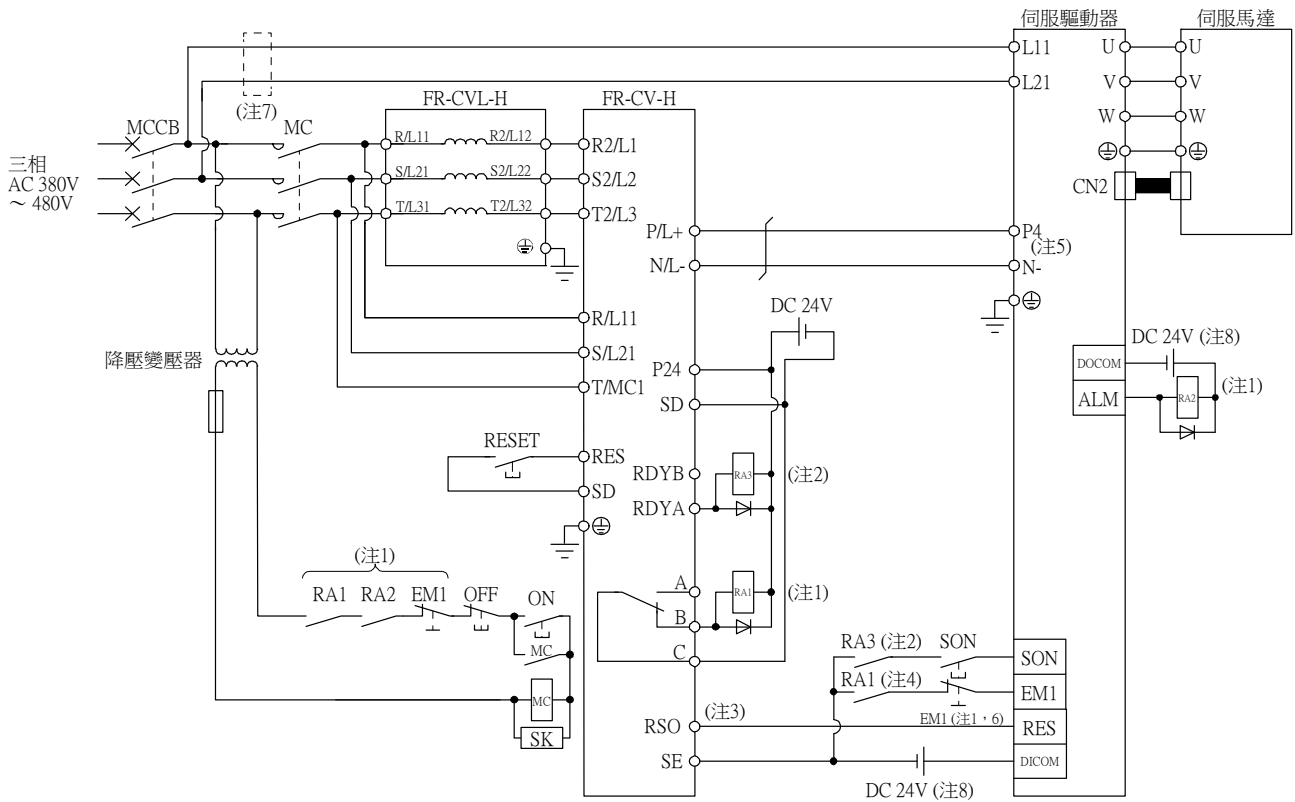 伺服驅動器
伺服馬達
L11
U
U
L21
V
V
W
W
CN2
(注7)
FR-CVL-H
FR-CV-H
MCCB
MC
R/L11
R2/L12
R2/L1
三相
AC 380V
～ 480V
S/L21
S2/L22
S2/L2
T/L31
T2/L32
T2/L3
P/L+
P4
(注5)
N/L-
N-
DC 24V
R/L11
S/L21
T/MC1
降壓變壓器
P24
SD
DC 24V (注8)
DOCOM
ALM
RA2
(注1)
RESET
RES
SD
RDYB
RA3
(注2)
RDYA
(注1)
RA1
RA2
EM1
OFF
ON
MC
MC
SK
A
RA1
(注1)
B
C
RA3 (注2)
SON
SON
RA1 (注4)
EM1
RSO
(注3)
EM1 (注1，6)
RES
SE
DICOM
DC 24V (注8)